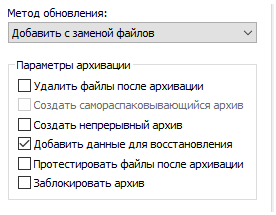 Метод обновления:
Добавить с заменой файлов
Параметры архивации
Удалить файлы после архивации
Создать самораспаковывающийся архив
Создать непрерывный архив
Добавить данные для восстановления
Протестировать файлы после архивации
Заблокировать архив